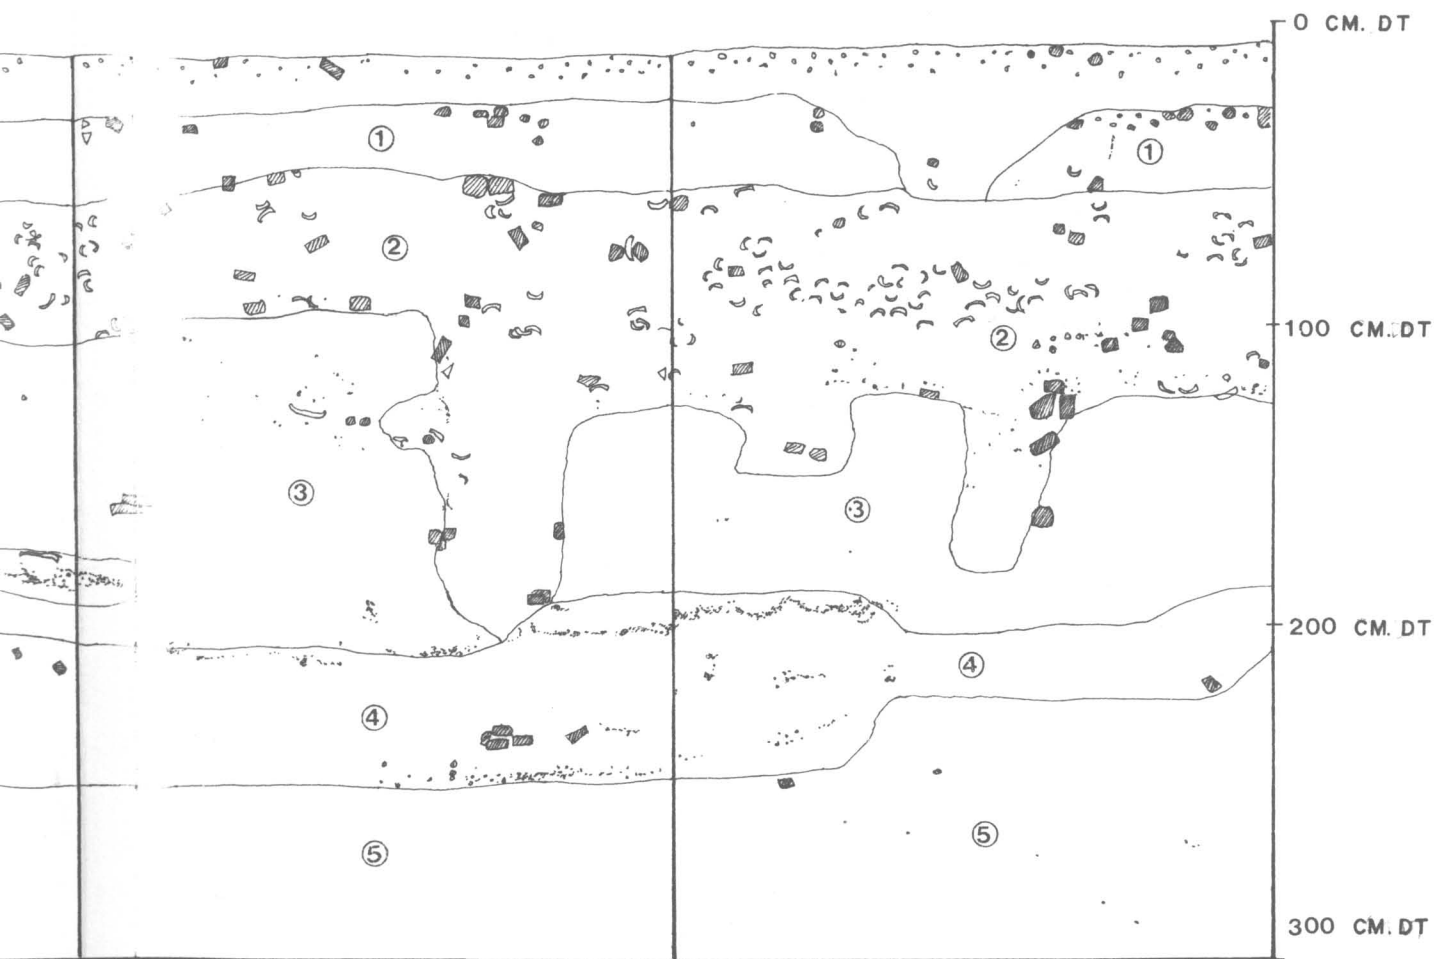 0 CM. DT
① ①
②
100 CM. DT
②
③ ③
200 CM. DT
④
④
⑤ ⑤
300 CM. DT